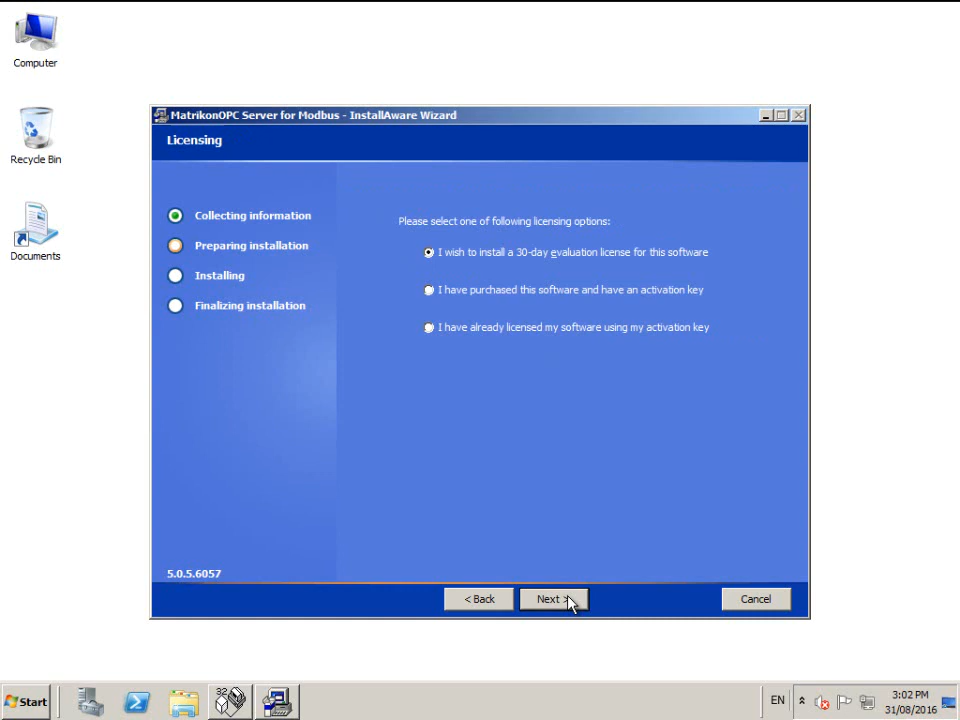 Computer
Recycle Bin
Documents
MatrikonOPC Server for Modbus - InstallAware Wizard
Licensing
Collecting information
Preparing installation
Installing
Finalizing installation
Please select one of following licensing options:
I wish to install a 30-day evaluation license for this software
I have purchased this software and have an activation key
I have already licensed my software using my activation key
5.0.5.6057
< Back
Next >
Cancel
Start
32
EN
3:02 PM
31/08/2016